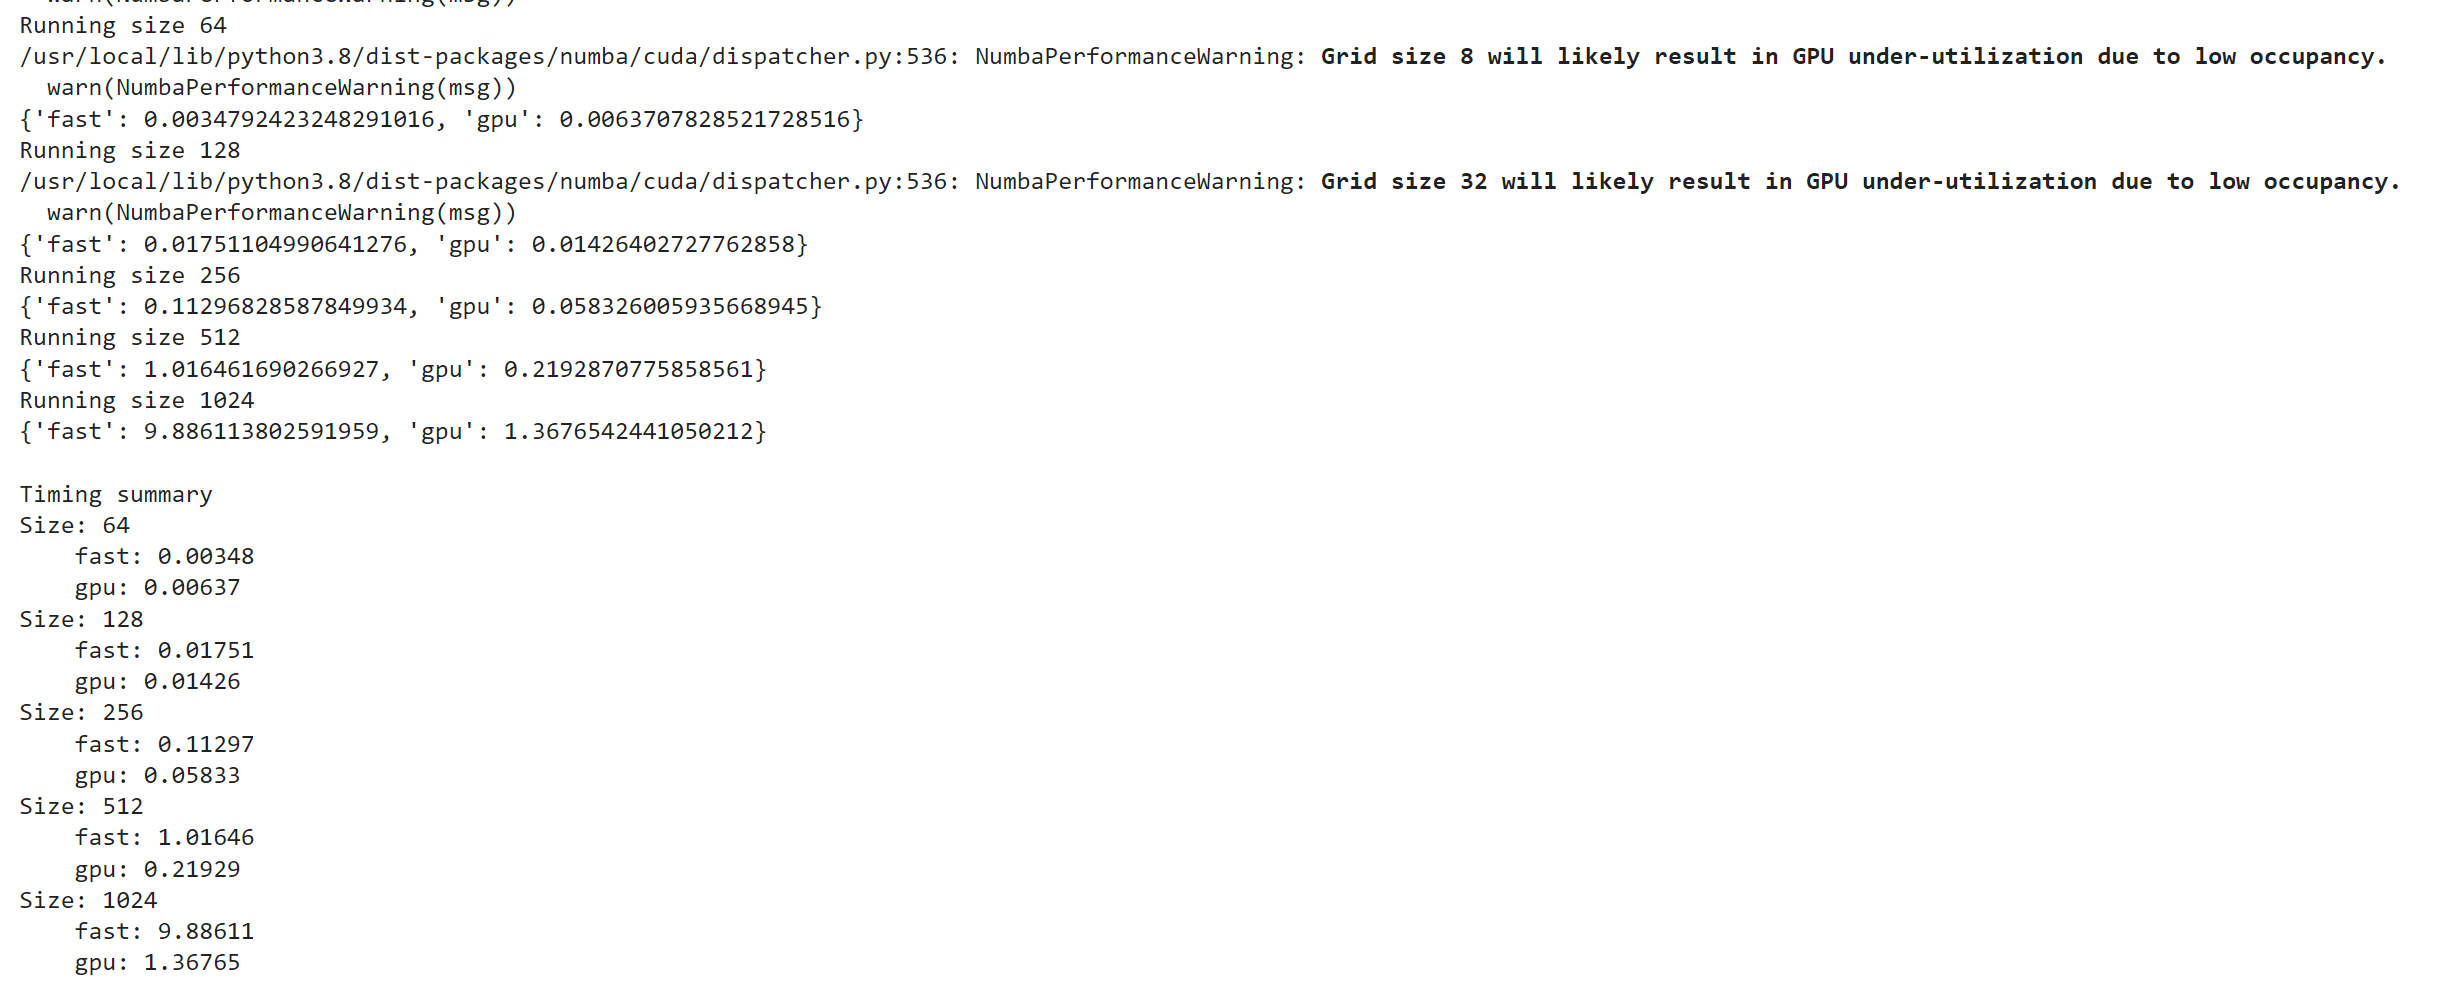 warn(NumbaPerformanceWarning(msg))
Running size 64
/usr/local/lib/python3.8/dist-packages/numba/cuda/dispatcher.py:536: NumbaPerformanceWarning: Grid size 8 will likely result in GPU under-utilization due to low occupancy.
  warn(NumbaPerformanceWarning(msg))
{'fast': 0.0034792423248291016, 'gpu': 0.0063707828521728516}
Running size 128
/usr/local/lib/python3.8/dist-packages/numba/cuda/dispatcher.py:536: NumbaPerformanceWarning: Grid size 32 will likely result in GPU under-utilization due to low occupancy.
  warn(NumbaPerformanceWarning(msg))
{'fast': 0.01751104990641276, 'gpu': 0.01426402727762858}
Running size 256
{'fast': 0.11296828587849934, 'gpu': 0.058326005935668945}
Running size 512
{'fast': 1.016461690266927, 'gpu': 0.2192870775858561}
Running size 1024
{'fast': 9.886113802591959, 'gpu': 1.3676542441050212}

Timing summary
Size: 64
    fast: 0.00348
    gpu: 0.00637
Size: 128
    fast: 0.01751
    gpu: 0.01426
Size: 256
    fast: 0.11297
    gpu: 0.05833
Size: 512
    fast: 1.01646
    gpu: 0.21929
Size: 1024
    fast: 9.88611
    gpu: 1.36765